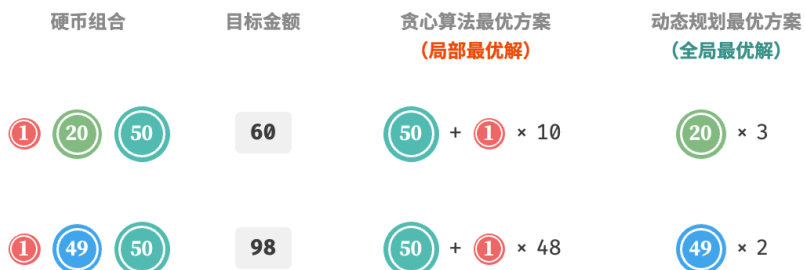 硬币组合 目标金额 贪心算法最优方案 动态规划最优方案
（局部最优解） （全局最优解）
1 20 50 60 50 + 1 × 10 20 × 3
1 49 50 98 50 + 1 × 48 49 × 2